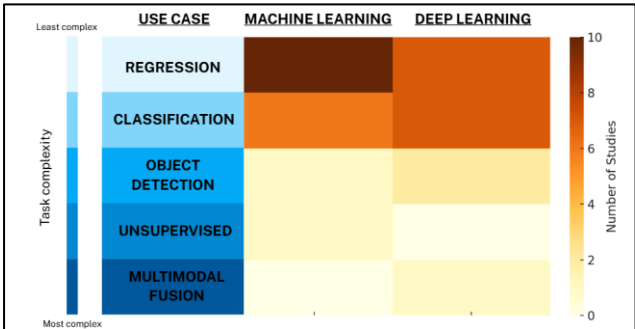 Least complex
USE CASE
MACHINE LEARNING
DEEP LEARNING
REGRESSION
CLASSIFICATION
OBJECT
DETECTION
UNSUPERVISED
MULTIMODAL
FUSION
Task complexity
Most complex
10
8
6
4
2
0
Number of Studies